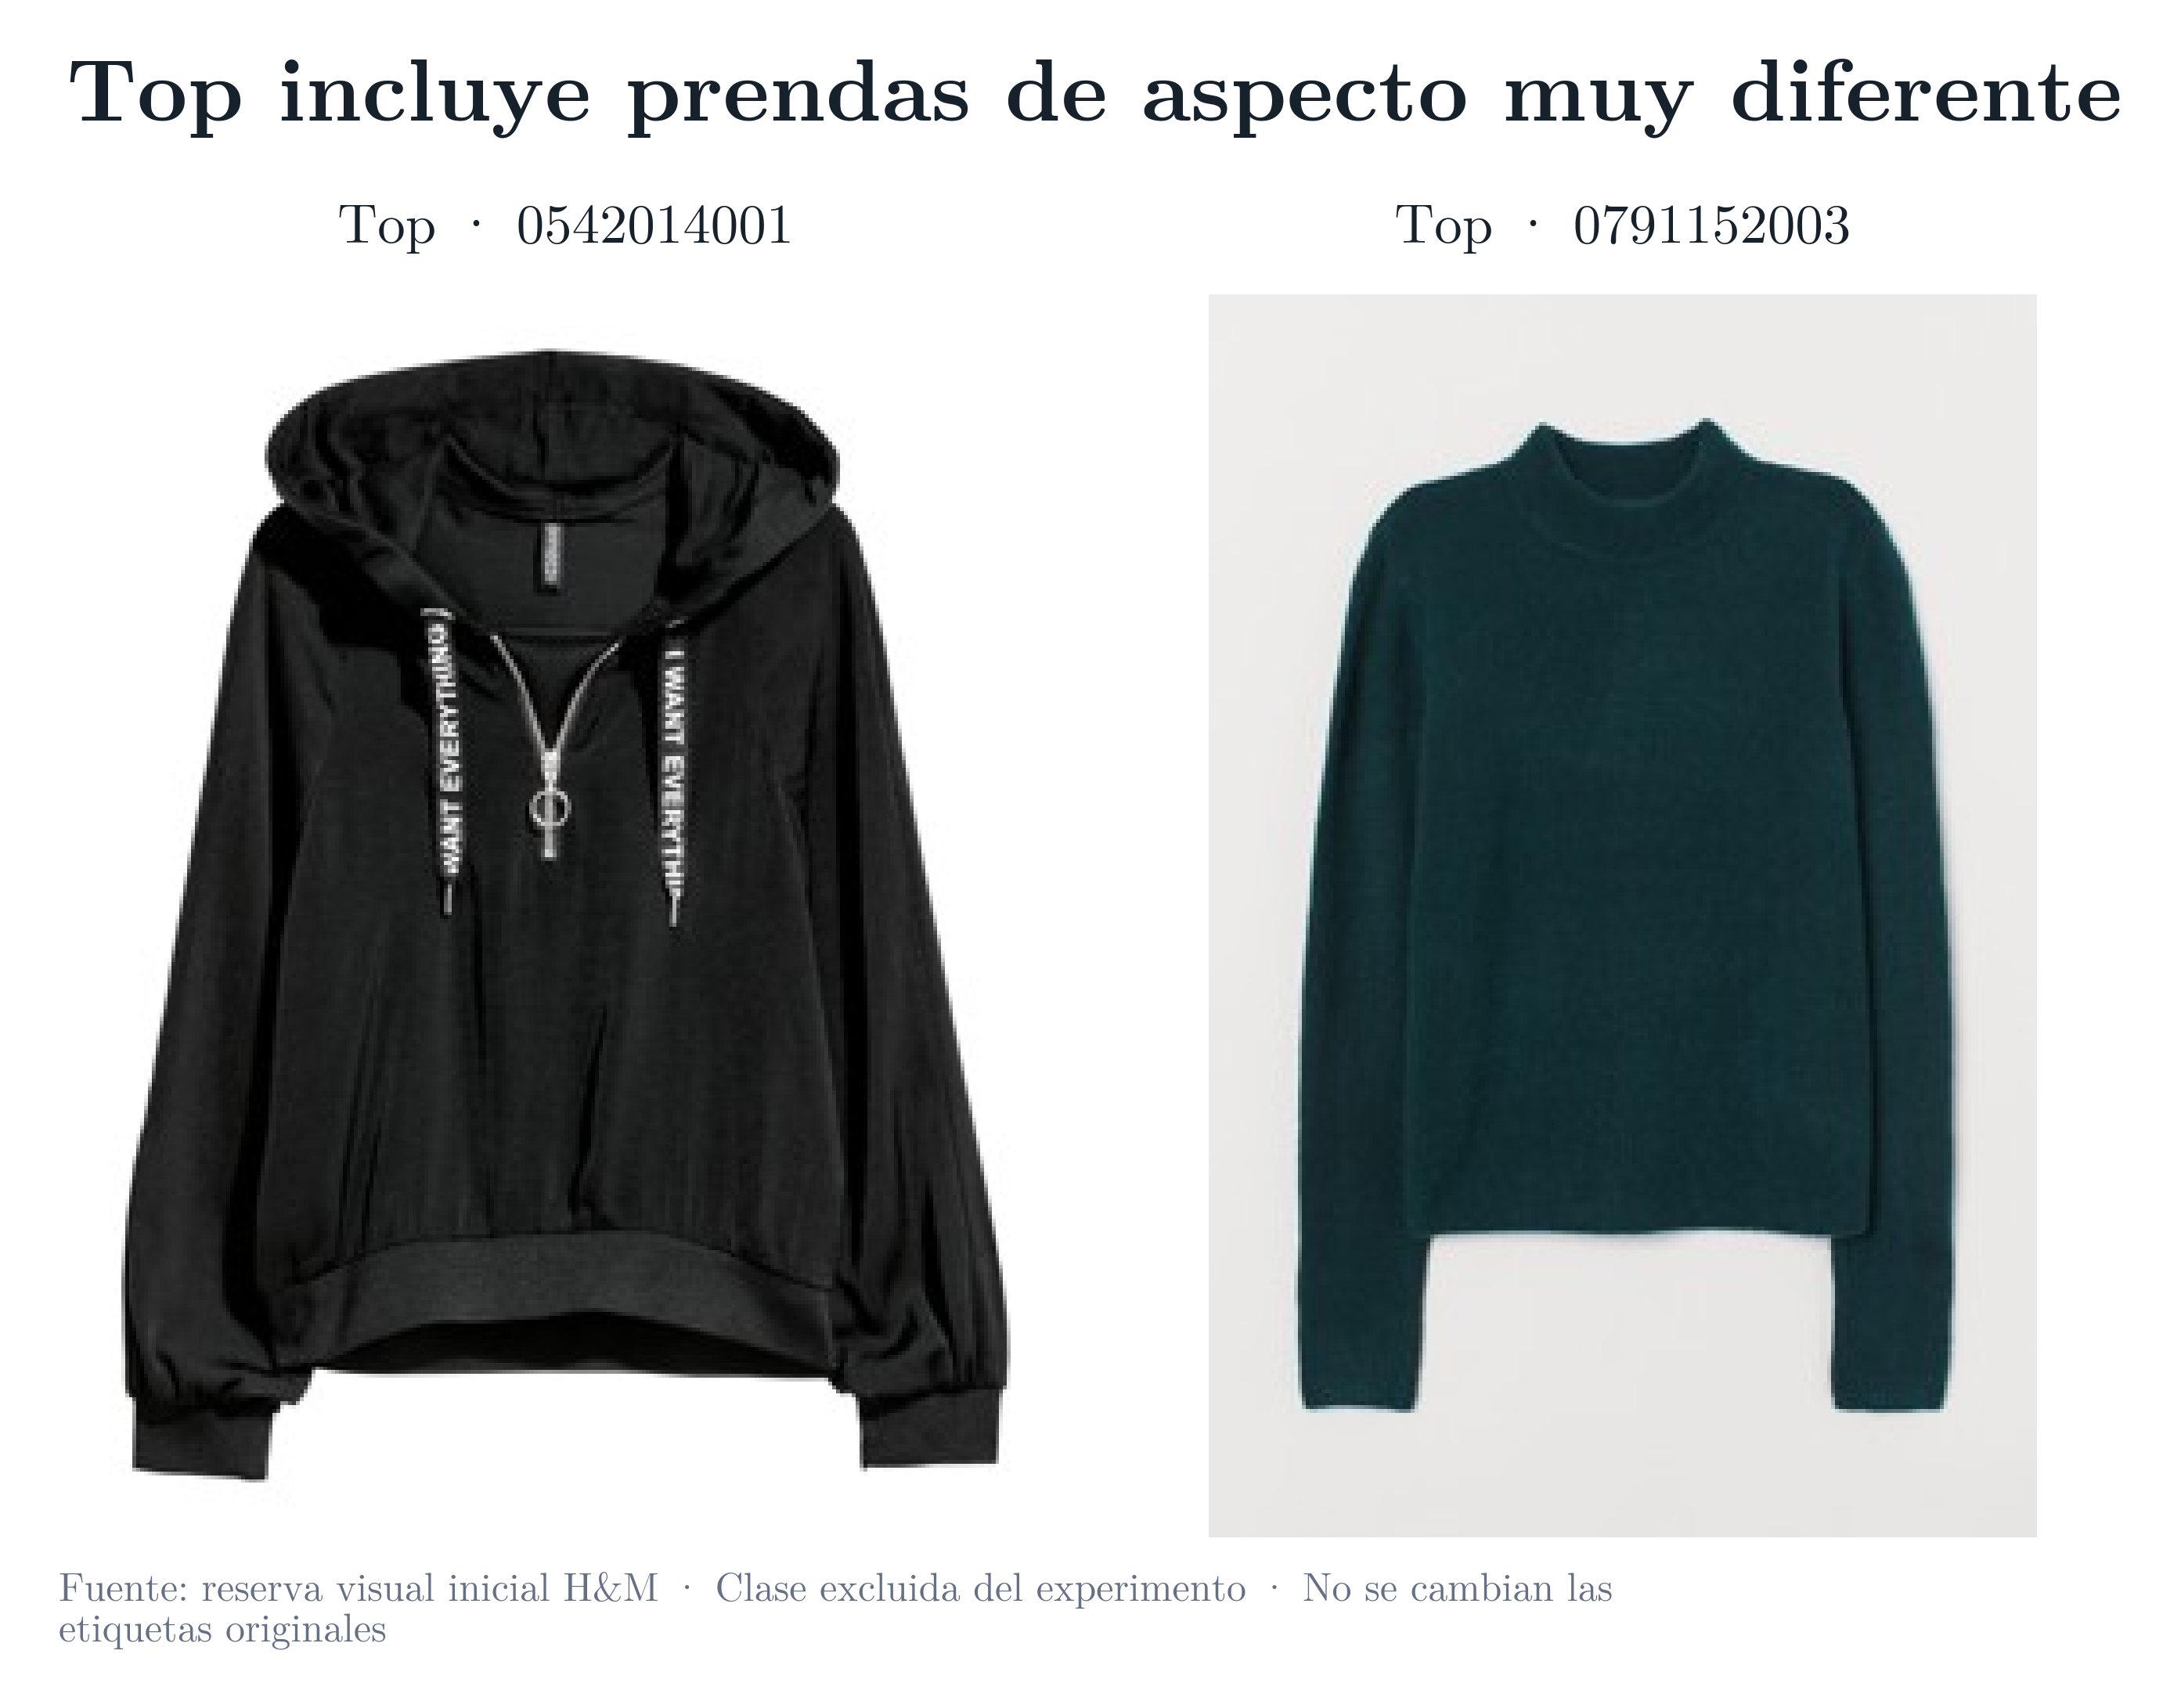 Top incluye prendas de aspecto muy diferente
Top · 0542014001
Top · 0791152003
WANT EVERYTHING
I WANT EVERYTHI
Fuente: reserva visual inicial H&M · Clase excluida del experimento · No se cambian las
etiquetas originales